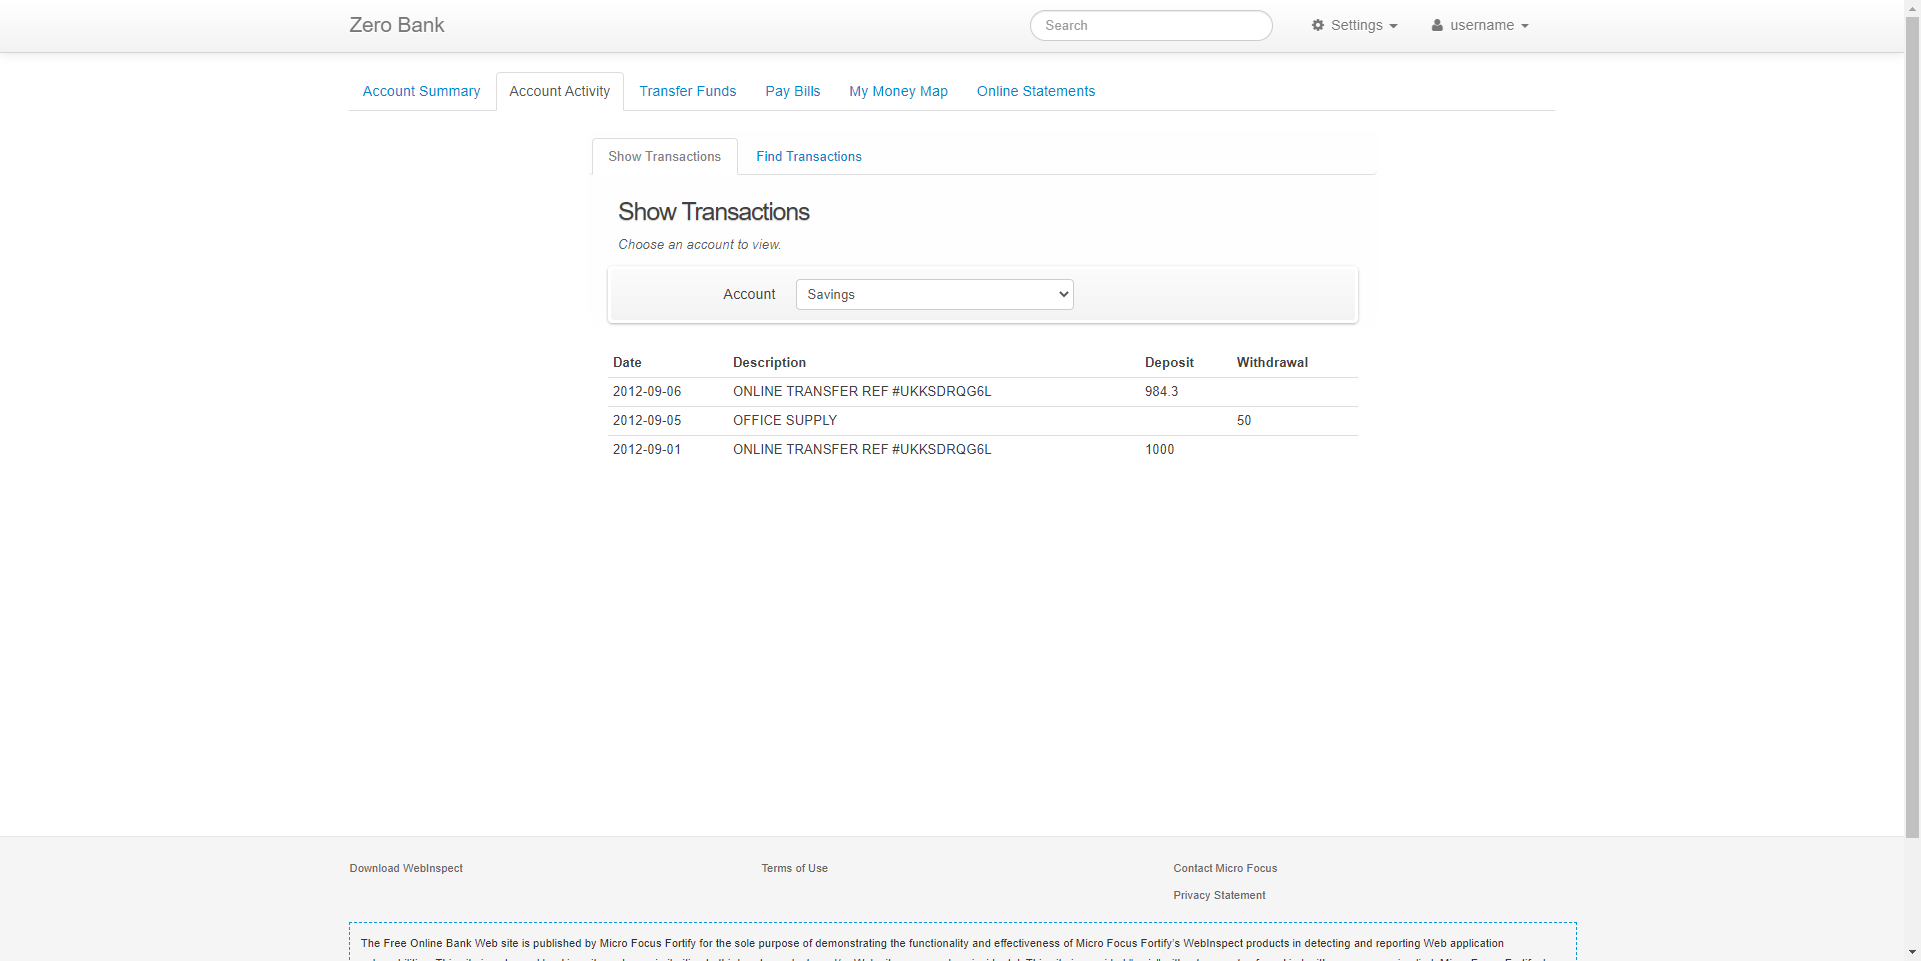 Zero Bank
Search
Settings
username
Account Summary
Account Activity
Transfer Funds
Pay Bills
My Money Map
Online Statements
Show Transactions
Find Transactions
Show Transactions
Choose an account to view.
Account
Savings
Date Description Deposit Withdrawal
2012-09-06 ONLINE TRANSFER REF #UKKSDRQG6L 984.3
2012-09-05 OFFICE SUPPLY 50
2012-09-01 ONLINE TRANSFER REF #UKKSDRQG6L 1000
Download WebInspect
Terms of Use
Contact Micro Focus
Privacy Statement
The Free Online Bank Web site is published by Micro Focus Fortify for the sole purpose of demonstrating the functionality and effectiveness of Micro Focus Fortify's WebInspect products in detecting and reporting Web application